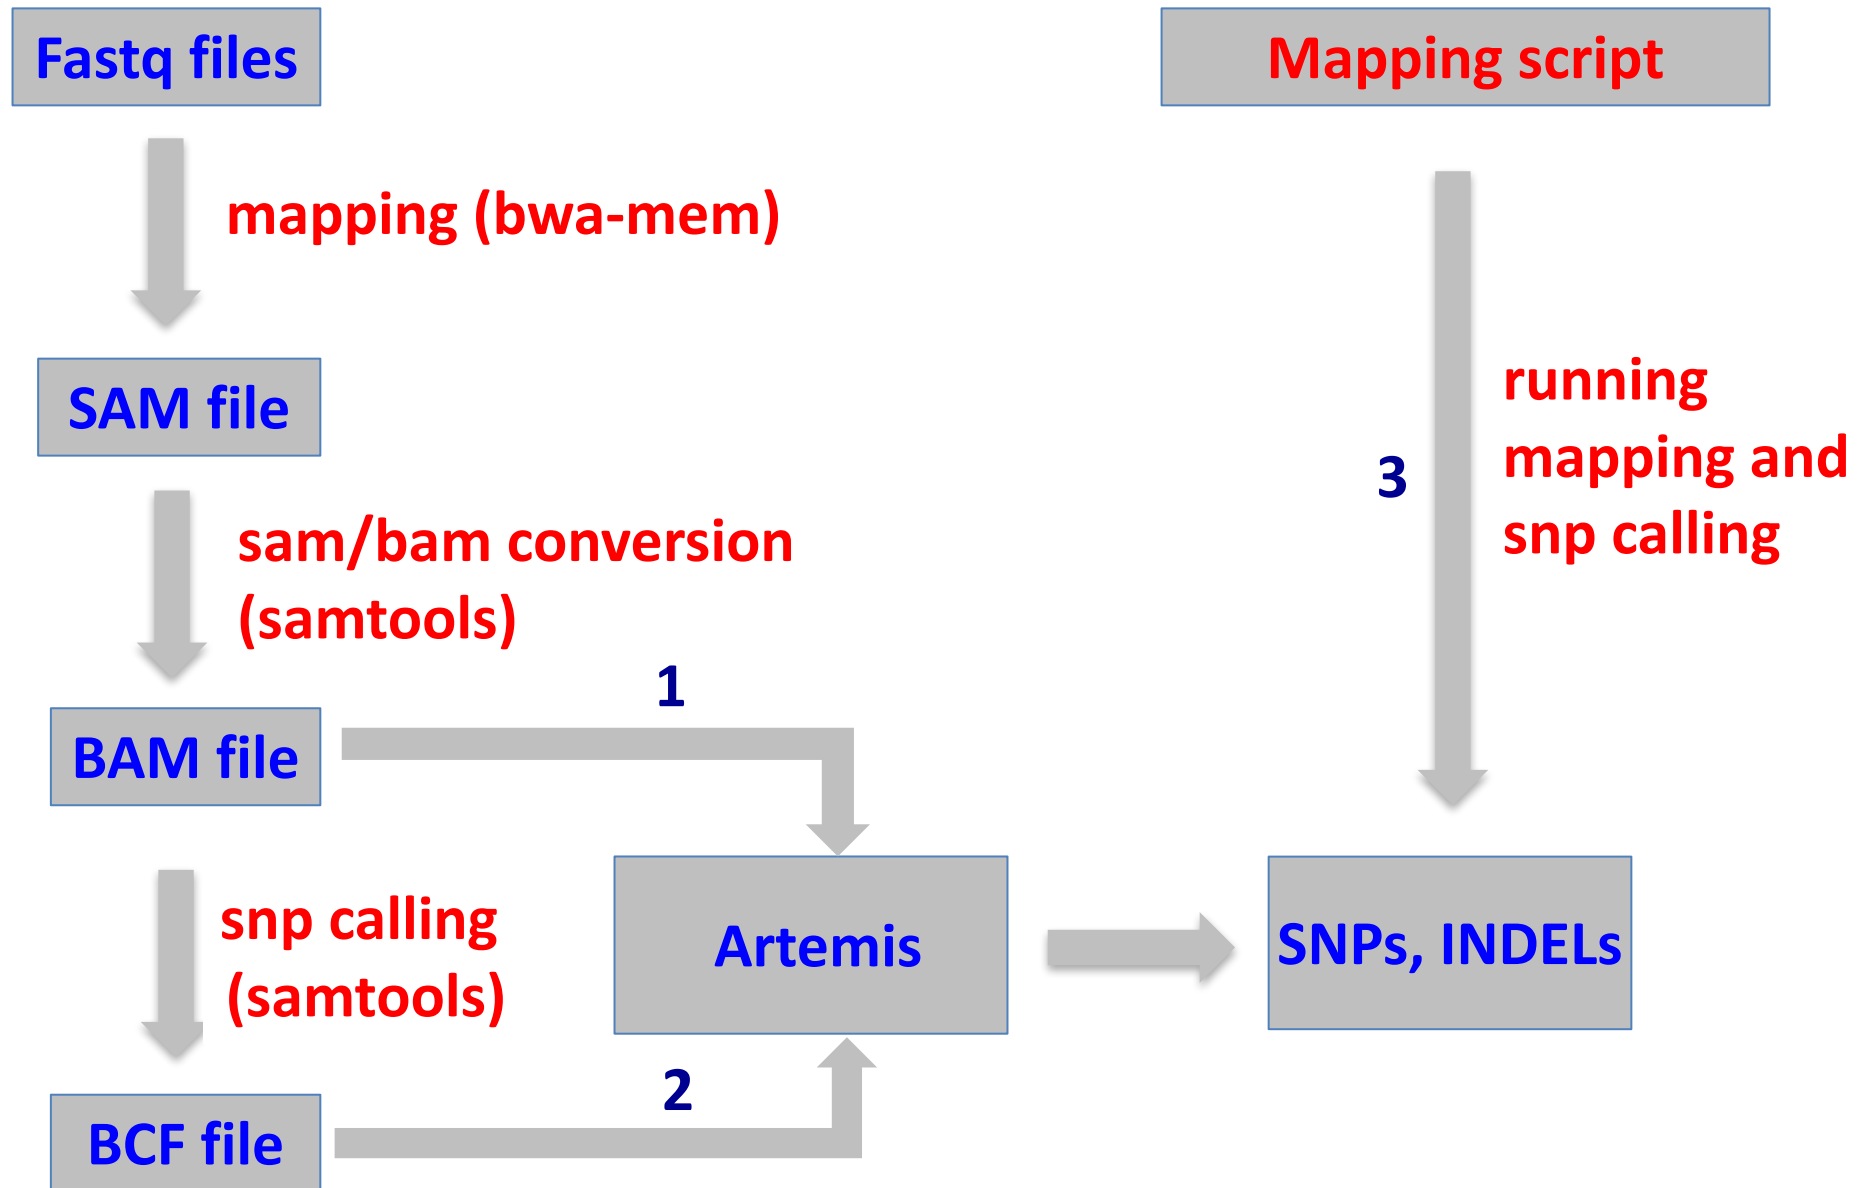 Fastq files
Mapping script
mapping (bwa-mem)
SAM file
running
mapping and
snp calling
3
sam/bam conversion
(samtools)
1
BAM file
snp calling
(samtools)
Artemis
SNPs, INDELs
2
BCF file